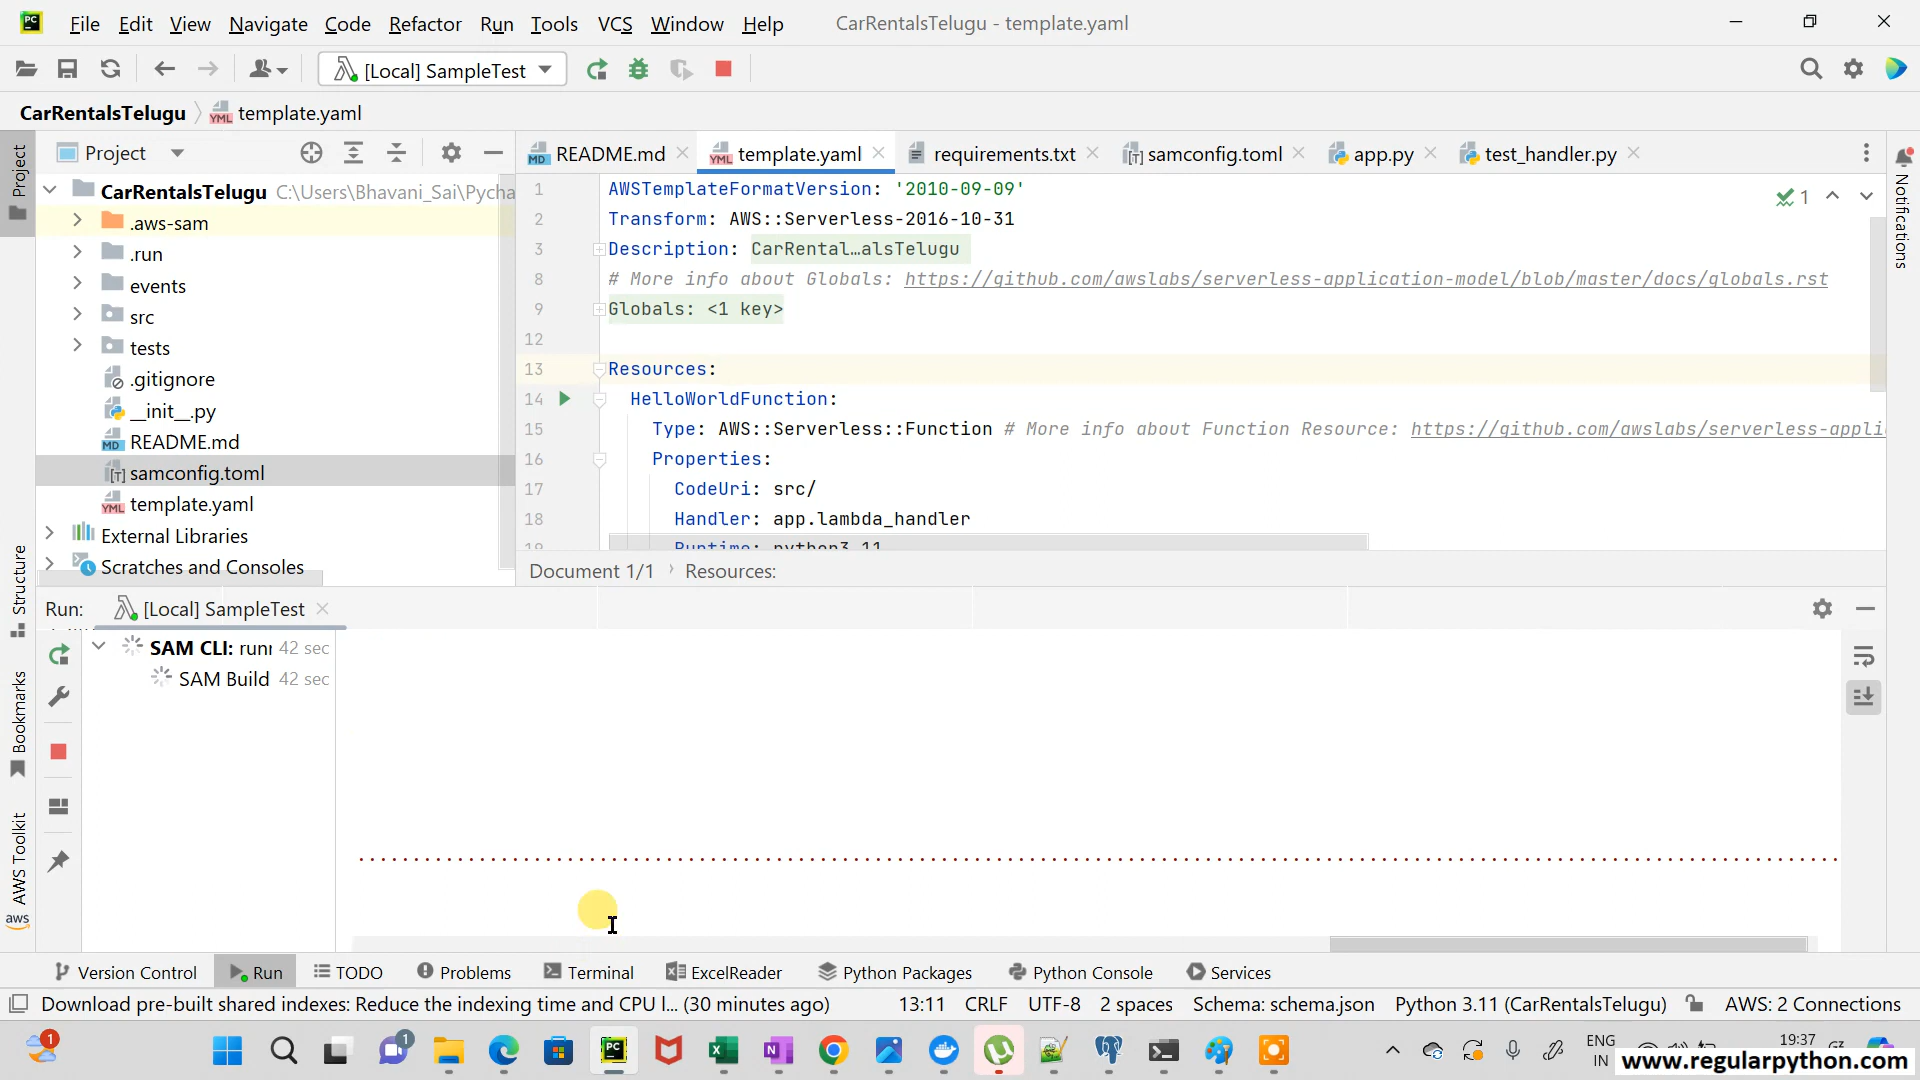 File Edit View Navigate Code Refactor Run Tools VCS Window Help CarRentalsTelugu - template.yaml
[Local] SampleTest
CarRentalsTelugu template.yaml
Project
Project
README.md template.yaml requirements.txt samconfig.toml app.py test_handler.py
CarRentalsTelugu C:\Users\Bhavani_Sai\Pycha
.aws-sam
.run
events
src
tests
.gitignore
__init__.py
README.md
samconfig.toml
template.yaml
External Libraries
Scratches and Consoles
1 AWSTemplateFormatVersion: '2010-09-09'
2 Transform: AWS::Serverless-2016-10-31
3 Description: CarRental…alsTelugu
8 # More info about Globals: https://github.com/awslabs/serverless-application-model/blob/master/docs/globals.rst
9 Globals: <1 key>
12
13 Resources:
14 HelloWorldFunction:
15 Type: AWS::Serverless::Function # More info about Function Resource: https://github.com/awslabs/serverless-appli
16 Properties:
17 CodeUri: src/
18 Handler: app.lambda_handler
19 Runtime: python3.11
1
Notifications
Document 1/1 Resources:
Structure
Bookmarks
AWS Toolkit
aws
Run: [Local] SampleTest
SAM CLI: runn 42 sec
SAM Build 42 sec
Version Control Run TODO Problems Terminal ExcelReader Python Packages Python Console Services
Download pre-built shared indexes: Reduce the indexing time and CPU l... (30 minutes ago) 13:11 CRLF UTF-8 2 spaces Schema: schema.json Python 3.11 (CarRentalsTelugu) AWS: 2 Connections
1
1
ENG
IN
19:37
www.regularpython.com